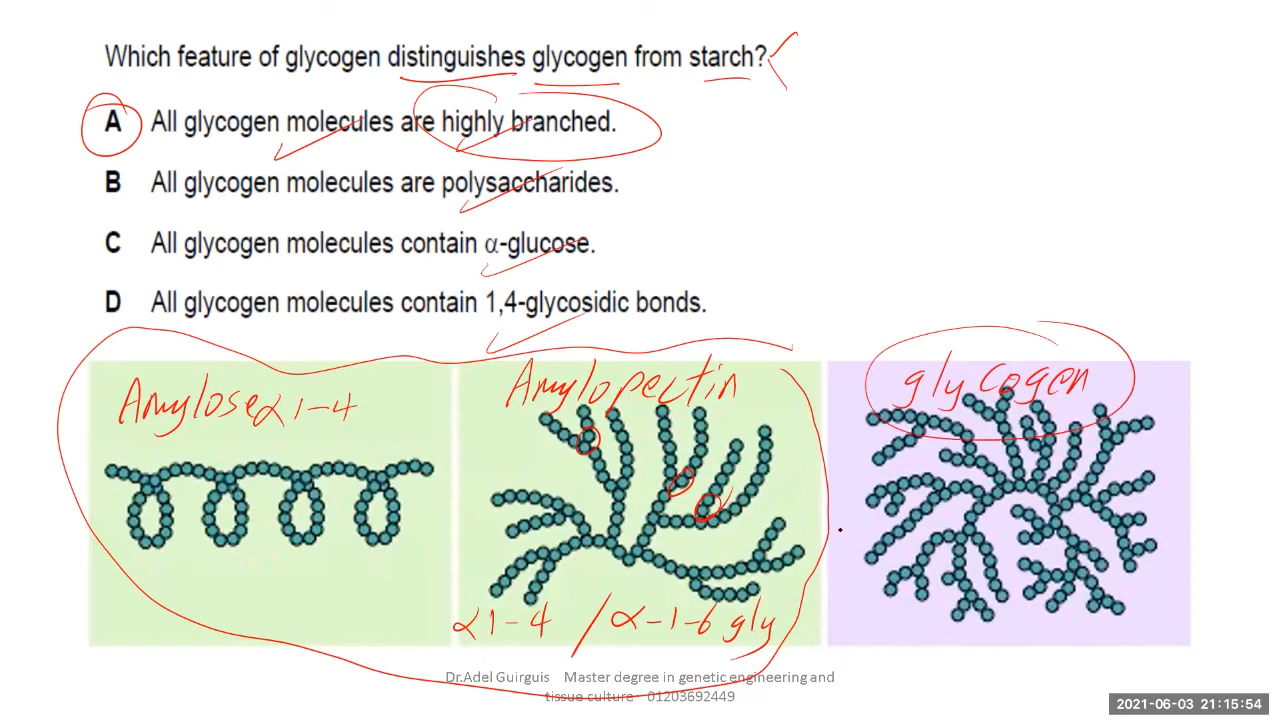 Which feature of glycogen distinguishes glycogen from starch?
A All glycogen molecules are highly branched.
B All glycogen molecules are polysaccharides.
C All glycogen molecules contain α-glucose.
D All glycogen molecules contain 1,4-glycosidic bonds.
Amylose α1-4
Amylopectin
glycogen
α1-4 / α-1-6 gly
Dr.Adel Guirguis Master degree in genetic engineering and
tissue culture 01203692449
2021-06-03 21:15:54